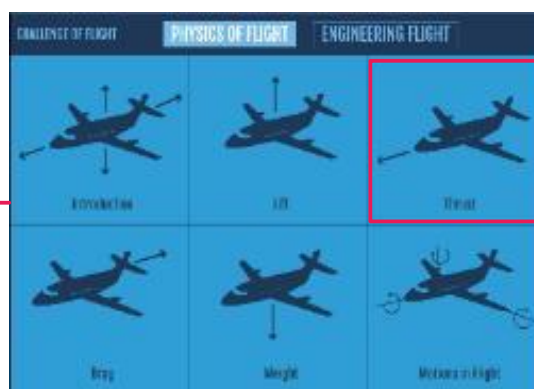 CHALLENGE OF FLIGHT PHYSICS OF FLIGHT ENGINEERING FLIGHT
Introduction Lift Thrust
Drag Weight Motions in Flight